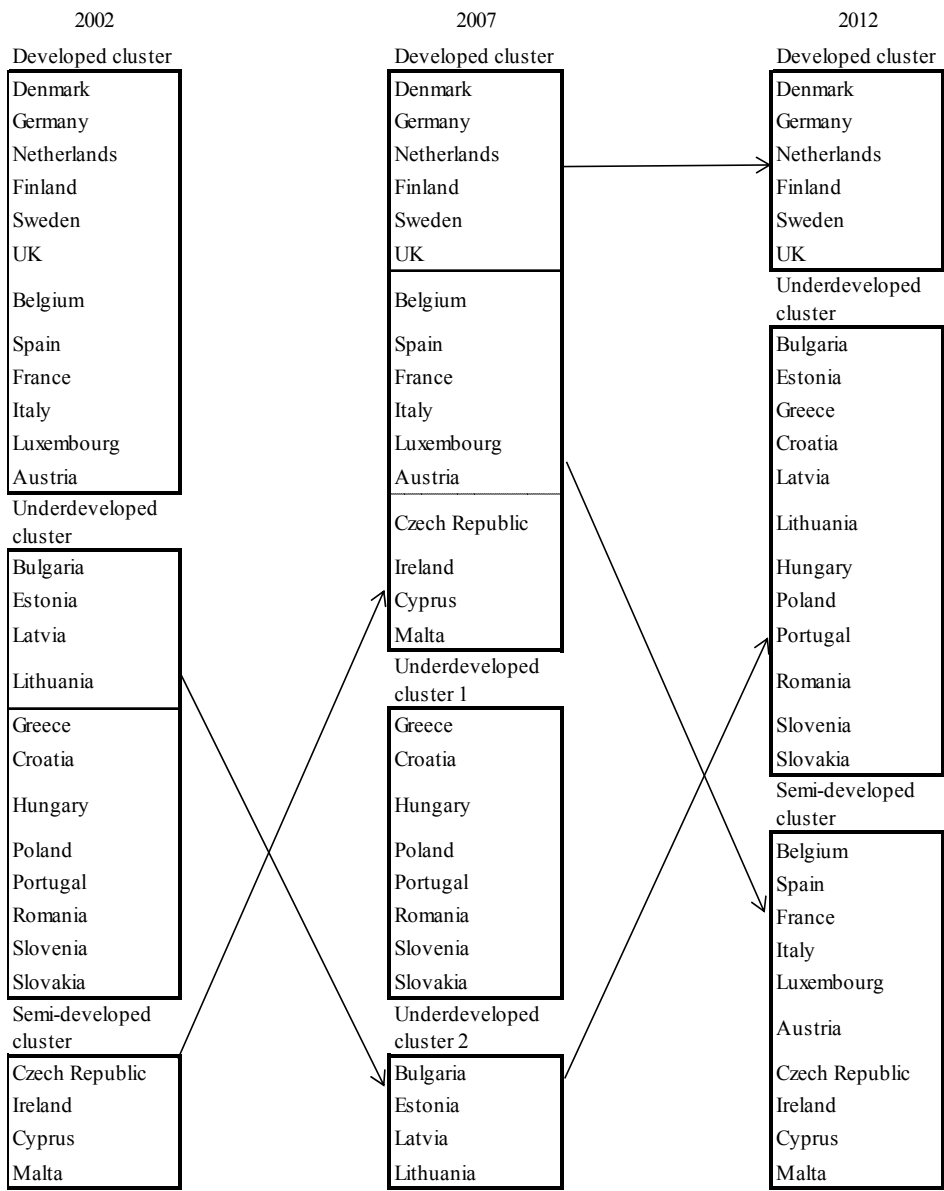 2002
Developed cluster
Denmark
Germany
Netherlands
Finland
Sweden
UK
Belgium
Spain
France
Italy
Luxembourg
Austria
Underdeveloped
cluster
Bulgaria
Estonia
Latvia
Lithuania
Greece
Croatia
Hungary
Poland
Portugal
Romania
Slovenia
Slovakia
Semi-developed
cluster
Czech Republic
Ireland
Cyprus
Malta
2007
Developed cluster
Denmark
Germany
Netherlands
Finland
Sweden
UK
Belgium
Spain
France
Italy
Luxembourg
Austria
Czech Republic
Ireland
Cyprus
Malta
Underdeveloped
cluster 1
Greece
Croatia
Hungary
Poland
Portugal
Romania
Slovenia
Slovakia
Underdeveloped
cluster 2
Bulgaria
Estonia
Latvia
Lithuania
2012
Developed cluster
Denmark
Germany
Netherlands
Finland
Sweden
UK
Underdeveloped
cluster
Bulgaria
Estonia
Greece
Croatia
Latvia
Lithuania
Hungary
Poland
Portugal
Romania
Slovenia
Slovakia
Semi-developed
cluster
Belgium
Spain
France
Italy
Luxembourg
Austria
Czech Republic
Ireland
Cyprus
Malta